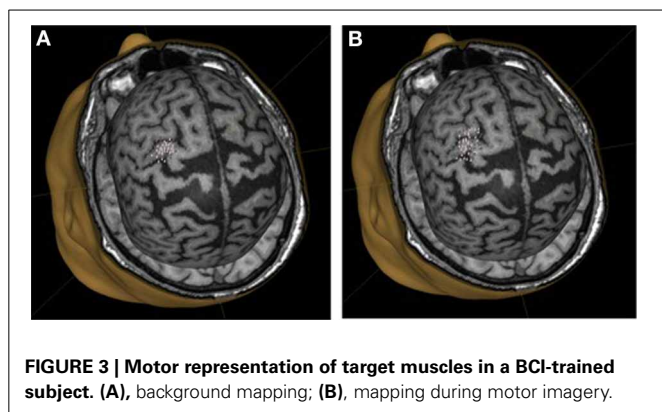 A
B
FIGURE 3 | Motor representation of target muscles in a BCI-trained
subject. (A), background mapping; (B), mapping during motor imagery.